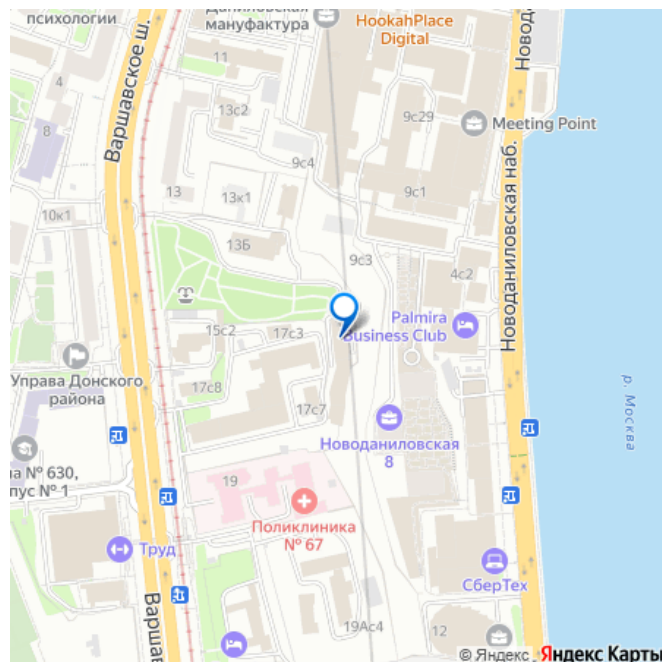 психологии
Варшавское ш.
Даниловская
мануфактура
HookahPlace
Digital
Новод
11
4
13с2
8
9с29
Meeting Point
9с4
13
13к1
9с1
10к1
Новоданиловская наб.
13Б
9с3
4с2
15с2
17с3
Palmira
Business Club
Управа Донского
района
17с8
17с7
Новоданиловская
8
р. Москва
19
№ 630,
№ 1
Поликлиника
№ 67
Труд
СберТех
Варшав
19Ас4
12
© Яндекс
Яндекс Карты